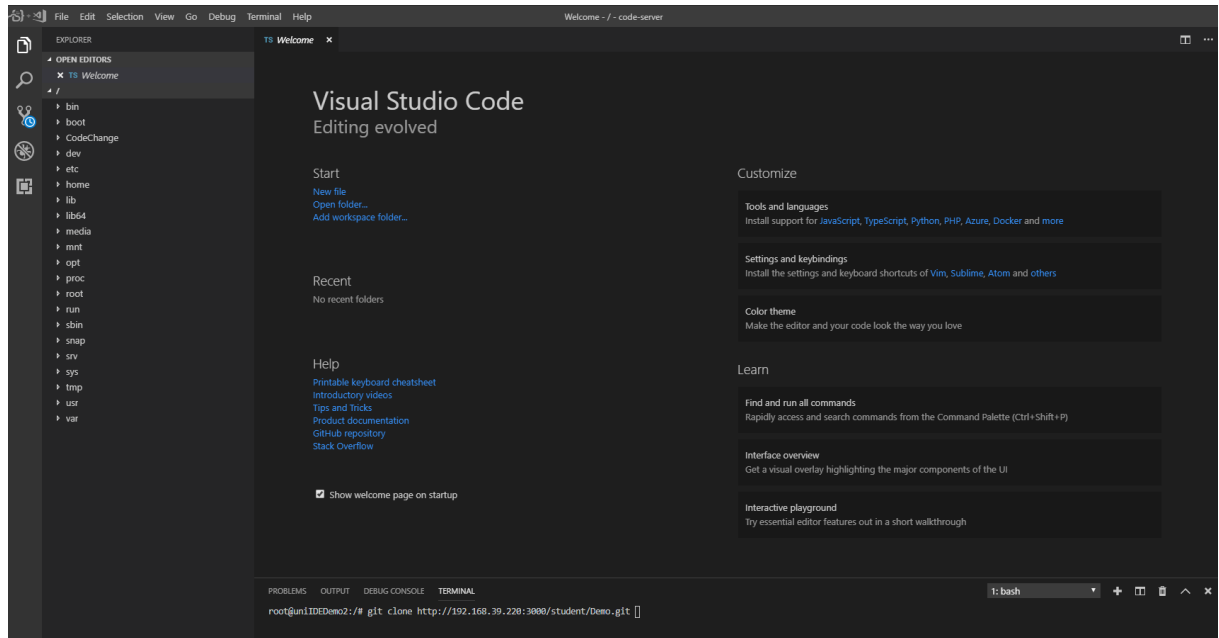 File Edit Selection View Go Debug Terminal Help
Welcome - / - code-server
EXPLORER
OPEN EDITORS
TS Welcome
/
bin
boot
CodeChange
dev
etc
home
lib
lib64
media
mnt
opt
proc
root
run
sbin
snap
srv
sys
tmp
usr
var
TS Welcome
Visual Studio Code
Editing evolved
Start
New file
Open folder...
Add workspace folder...
Recent
No recent folders
Help
Printable keyboard cheatsheet
Introductory videos
Tips and Tricks
Product documentation
GitHub repository
Stack Overflow
Show welcome page on startup
Customize
Tools and languages
Install support for JavaScript, TypeScript, Python, PHP, Azure, Docker and more
Settings and keybindings
Install the settings and keyboard shortcuts of Vim, Sublime, Atom and others
Color theme
Make the editor and your code look the way you love
Learn
Find and run all commands
Rapidly access and search commands from the Command Palette (Ctrl+Shift+P)
Interface overview
Get a visual overlay highlighting the major components of the UI
Interactive playground
Try essential editor features out in a short walkthrough
PROBLEMS OUTPUT DEBUG CONSOLE TERMINAL
1: bash
root@uniIDEDemo2:/# git clone http://192.168.39.220:3000/student/Demo.git